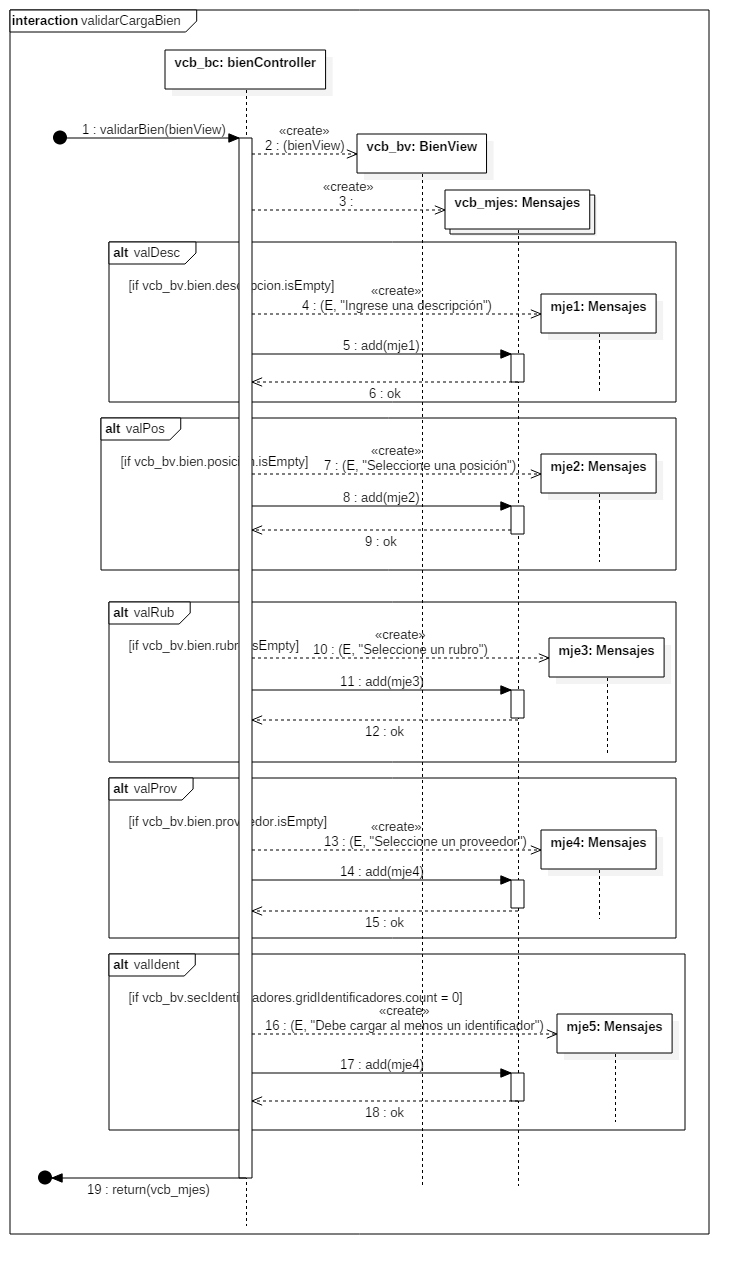 interaction validarCargaBien
vcb_bc: bienController
1 : validarBien(bienView)
«create»
2 : (bienView)
vcb_bv: BienView
«create»
3 :
vcb_mjes: Mensajes
alt valDesc
[if vcb_bv.bien.descripcion.isEmpty]
«create»
4 : (E, "Ingrese una descripción")
mje1: Mensajes
5 : add(mje1)
6 : ok
alt valPos
[if vcb_bv.bien.posicion.isEmpty]
«create»
7 : (E, "Seleccione una posición")
mje2: Mensajes
8 : add(mje2)
9 : ok
alt valRub
[if vcb_bv.bien.rubro.isEmpty]
«create»
10 : (E, "Seleccione un rubro")
mje3: Mensajes
11 : add(mje3)
12 : ok
alt valProv
[if vcb_bv.bien.proveedor.isEmpty]
«create»
13 : (E, "Seleccione un proveedor")
mje4: Mensajes
14 : add(mje4)
15 : ok
alt valIdent
[if vcb_bv.secIdentificadores.gridIdentificadores.count = 0]
«create»
16 : (E, "Debe cargar al menos un identificador")
mje5: Mensajes
17 : add(mje4)
18 : ok
19 : return(vcb_mjes)